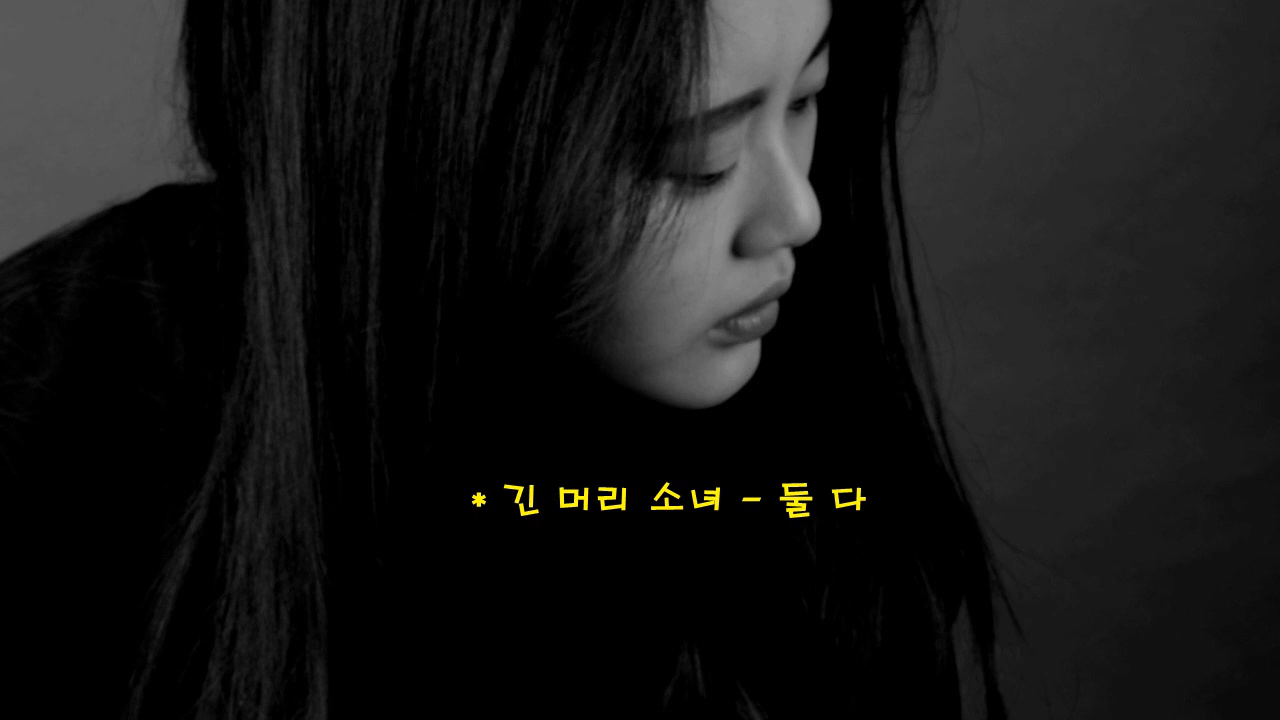 * 긴 머리 소녀 - 둘 다